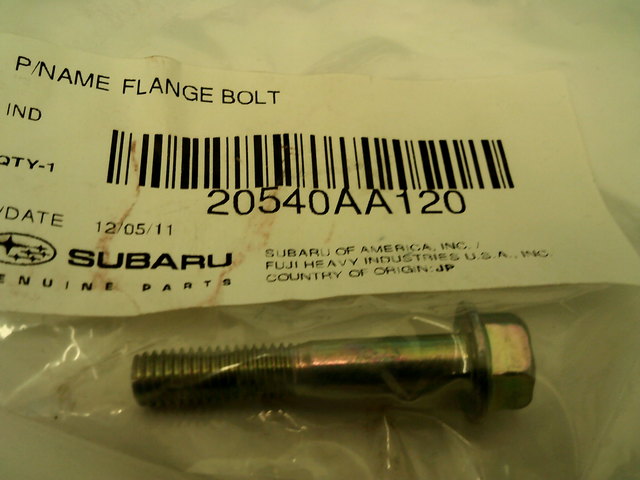 P/NAME FLANGE BOLT
IND
QTY-1
20540AA120
/DATE 12/05/11
SUBARU
ENUINE PARTS
SUBARU OF AMERICA, INC. /
FUJI HEAVY INDUSTRIES U.S.A., INC.
COUNTRY OF ORIGIN: JP